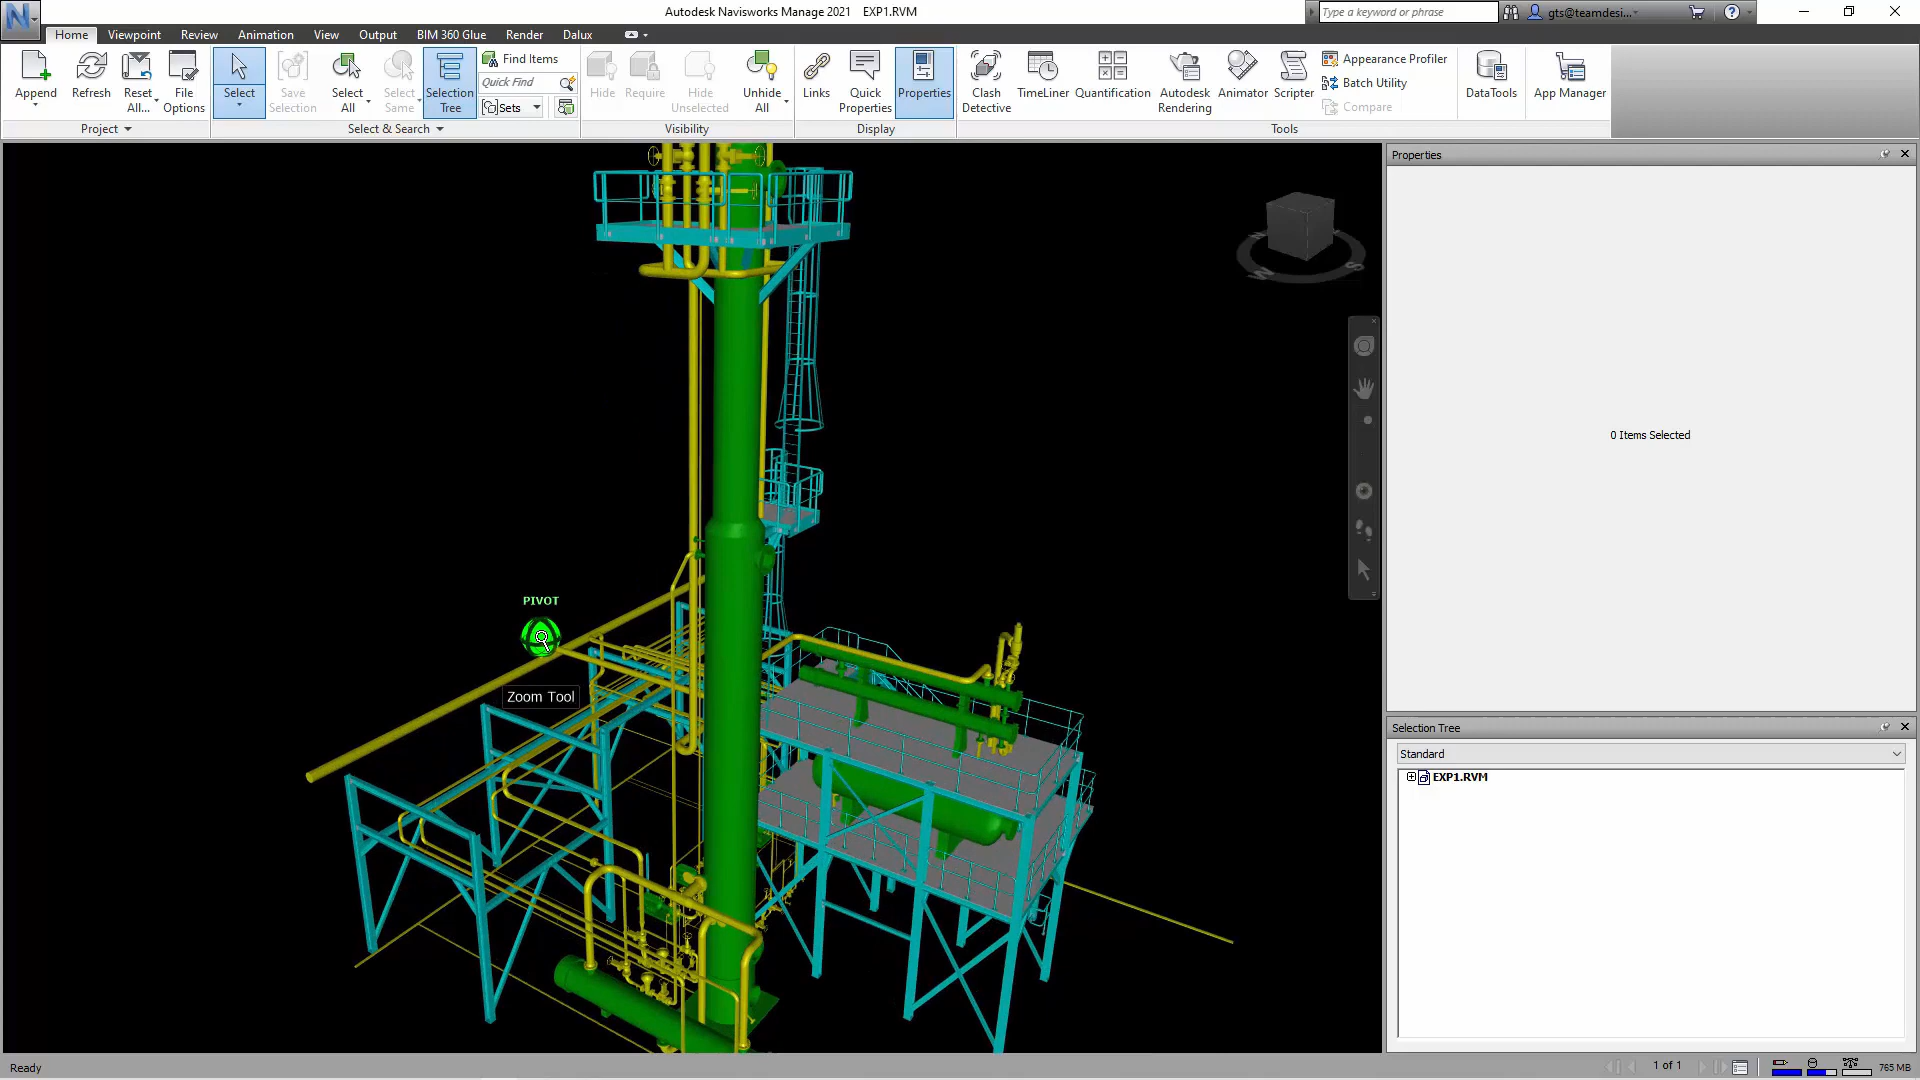 Autodesk Navisworks Manage 2021 EXP1.RVM
Type a keyword or phrase
gts@teamdesi...
Home Viewpoint Review Animation View Output BIM 360 Glue Render Dalux
Append
Refresh
Reset All...
File Options
Project
Select
Save Selection
Select All
Select Same
Selection Tree
Find Items
Quick Find
Sets
Select & Search
Hide
Require
Hide Unselected
Unhide All
Visibility
Links
Quick Properties
Properties
Display
Clash Detective
TimeLiner
Quantification
Autodesk Rendering
Animator
Scripter
Appearance Profiler
Batch Utility
Compare
Tools
DataTools
App Manager
Properties
0 Items Selected
W
S
PIVOT
Zoom Tool
Selection Tree
Standard
EXP1.RVM
Ready
1 of 1
765 MB